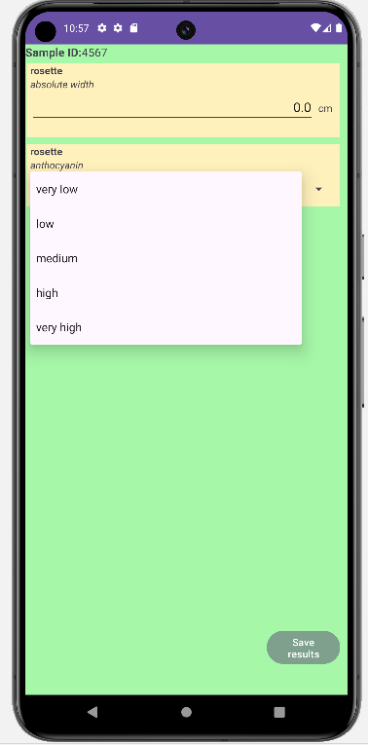 10:57
Sample ID:4567
rosette
absolute width
0.0 cm
rosette
anthocyanin
very low
low
medium
high
very high
Save
results